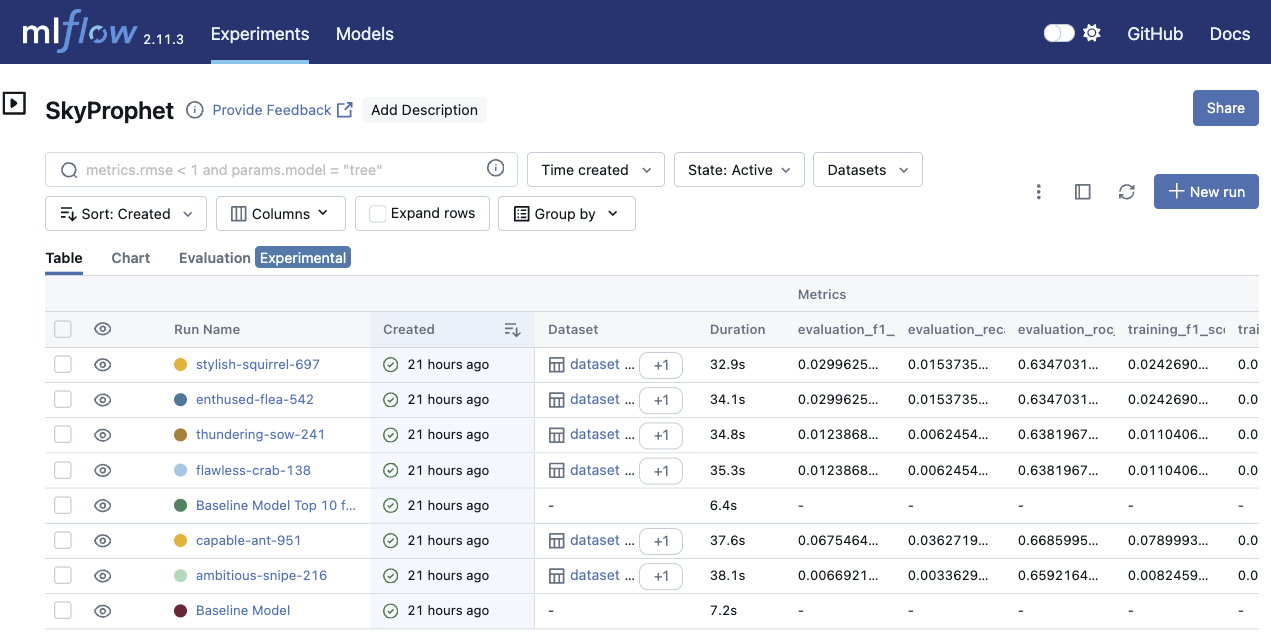 mlflow 2.11.3 Experiments Models GitHub Docs
SkyProphet Provide Feedback Add Description Share
metrics.rmse < 1 and params.model = "tree" Time created State: Active Datasets
Sort: Created Columns Expand rows Group by New run
Table Chart Evaluation Experimental
Metrics
Run Name Created Dataset Duration evaluation_f1_ evaluation_rec evaluation_roc_ training_f1_sc trai
stylish-squirrel-697 21 hours ago dataset ... +1 32.9s 0.0299625... 0.0153735... 0.6347031... 0.0242690... 0.0
enthused-flea-542 21 hours ago dataset ... +1 34.1s 0.0299625... 0.0153735... 0.6347031... 0.0242690... 0.0
thundering-sow-241 21 hours ago dataset ... +1 34.8s 0.0123868... 0.0062454... 0.6381967... 0.0110406... 0.0
flawless-crab-138 21 hours ago dataset ... +1 35.3s 0.0123868... 0.0062454... 0.6381967... 0.0110406... 0.0
Baseline Model Top 10 f... 21 hours ago - 6.4s - - - - -
capable-ant-951 21 hours ago dataset ... +1 37.6s 0.0675464... 0.0362719... 0.6685995... 0.0789993... 0.0
ambitious-snipe-216 21 hours ago dataset ... +1 38.1s 0.0066921... 0.0033629... 0.6592164... 0.0082459... 0.0
Baseline Model 21 hours ago - 7.2s - - - - -